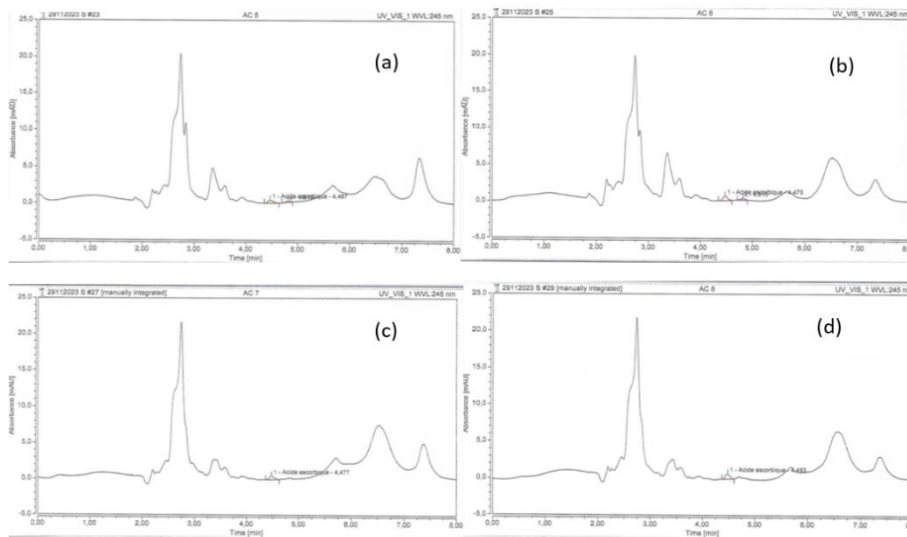 29112023 S #23 AC 5 UV_VIS_1 WVL:245 nm
(a)
Absorbance [mAU]
25,0
20,0
15,0
10,0
5,0
0,0
-5,0
1 - Acide ascorbique - 4,487
0,00 1,00 2,00 3,00 4,00 5,00 6,00 7,00 8,00
Time [min]
29112023 S #25 AC 6 UV_VIS_1 WVL:245 nm
(b)
Absorbance [mAU]
25,0
20,0
15,0
10,0
5,0
0,0
-5,0
1 - Acide ascorbique - 4,475
0,00 1,00 2,00 3,00 4,00 5,00 6,00 7,00 8,00
Time [min]
29112023 S #27 [manually integrated] AC 7 UV_VIS_1 WVL:245 nm
(c)
Absorbance [mAU]
25,0
20,0
15,0
10,0
5,0
0,0
-5,0
1 - Acide ascorbique - 4,477
0,00 1,00 2,00 3,00 4,00 5,00 6,00 7,00 8,00
Time [min]
29112023 S #29 [manually integrated] AC 8 UV_VIS_1 WVL:245 nm
(d)
Absorbance [mAU]
25,0
20,0
15,0
10,0
5,0
0,0
-5,0
1 - Acide ascorbique - 4,483
0,00 1,00 2,00 3,00 4,00 5,00 6,00 7,00
Time [min]